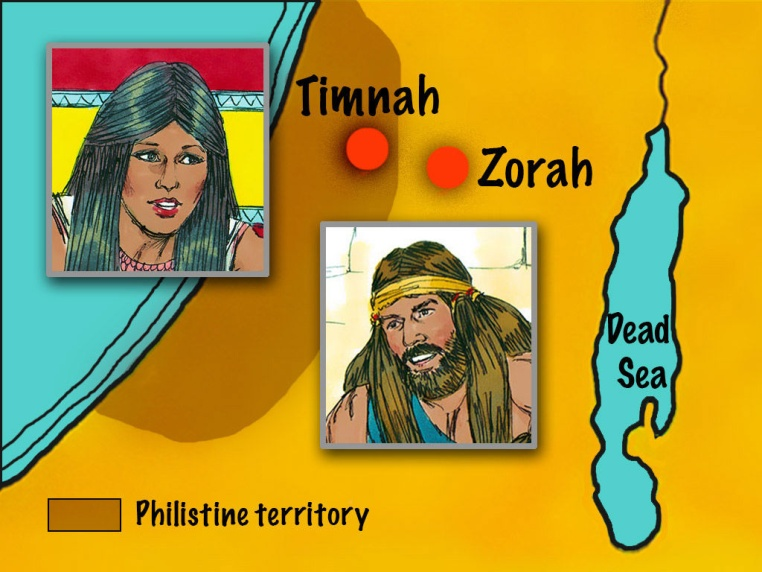 Timnah
Zorah
Dead
Sea
Philistine territory